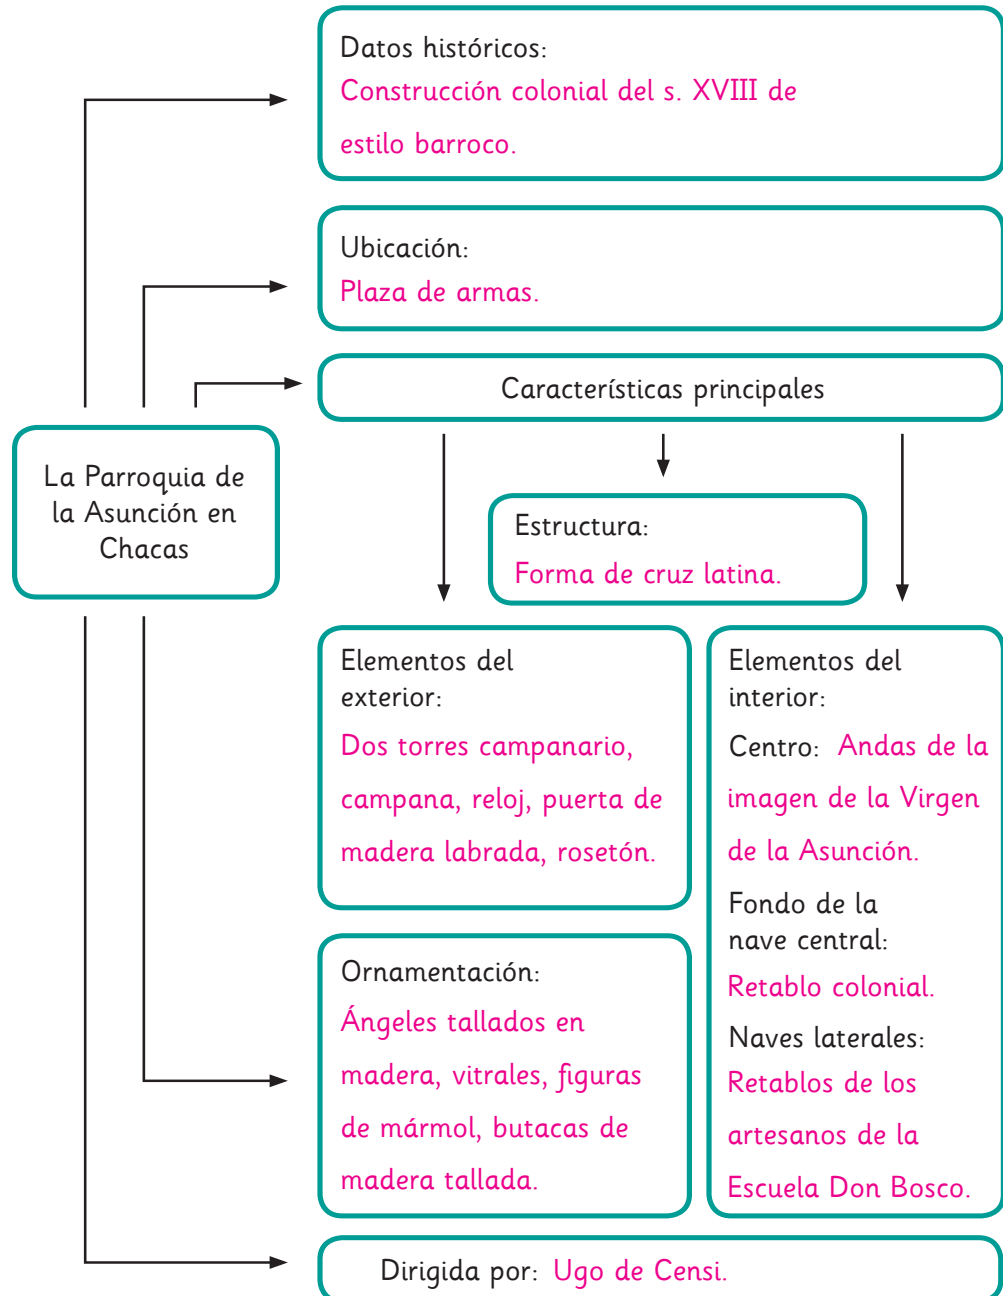 Datos históricos:
Construcción colonial del s. XVIII de
estilo barroco.
Ubicación:
Plaza de armas.
Características principales
La Parroquia de
la Asunción en
Chacas
Estructura:
Forma de cruz latina.
Elementos del
exterior:
Dos torres campanario,
campana, reloj, puerta de
madera labrada, rosetón.
Elementos del
interior:
Centro: Andas de la
imagen de la Virgen
de la Asunción.
Fondo de la
nave central:
Retablo colonial.
Naves laterales:
Retablos de los
artesanos de la
Escuela Don Bosco.
Ornamentación:
Ángeles tallados en
madera, vitrales, figuras
de mármol, butacas de
madera tallada.
Dirigida por: Ugo de Censi.